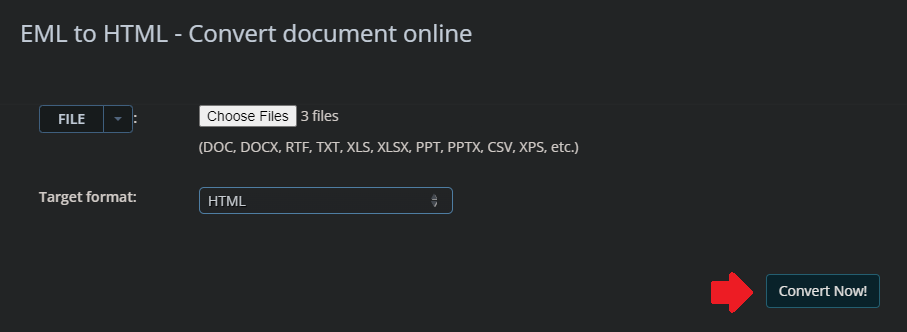 EML to HTML - Convert document online
FILE : Choose Files 3 files
(DOC, DOCX, RTF, TXT, XLS, XLSX, PPT, PPTX, CSV, XPS, etc.)
Target format: HTML
Convert Now!